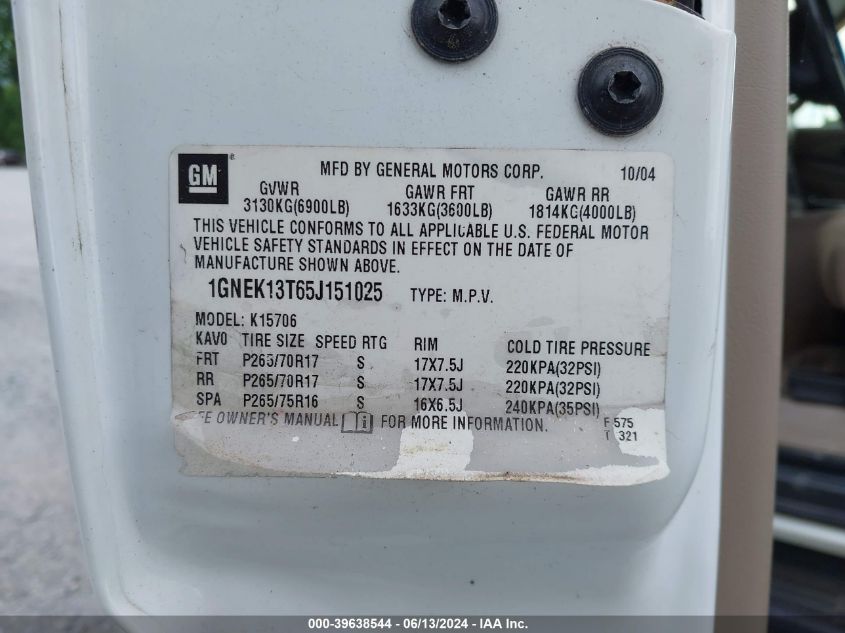 GM ® MFD BY GENERAL MOTORS CORP. 10/04
GVWR GAWR FRT GAWR RR
3130KG(6900LB) 1633KG(3600LB) 1814KG(4000LB)
THIS VEHICLE CONFORMS TO ALL APPLICABLE U.S. FEDERAL MOTOR
VEHICLE SAFETY STANDARDS IN EFFECT ON THE DATE OF
MANUFACTURE SHOWN ABOVE.
1GNEK13T65J151025 TYPE: M.P.V.
MODEL: K15706
KAVO TIRE SIZE SPEED RTG RIM COLD TIRE PRESSURE
FRT P265/70R17 S 17X7.5J 220KPA(32PSI)
RR P265/70R17 S 17X7.5J 220KPA(32PSI)
SPA P265/75R16 S 16X6.5J 240KPA(35PSI)
OWNER'S MANUAL i FOR MORE INFORMATION. F 575
T 321
000-39638544 - 06/13/2024 - IAA Inc.